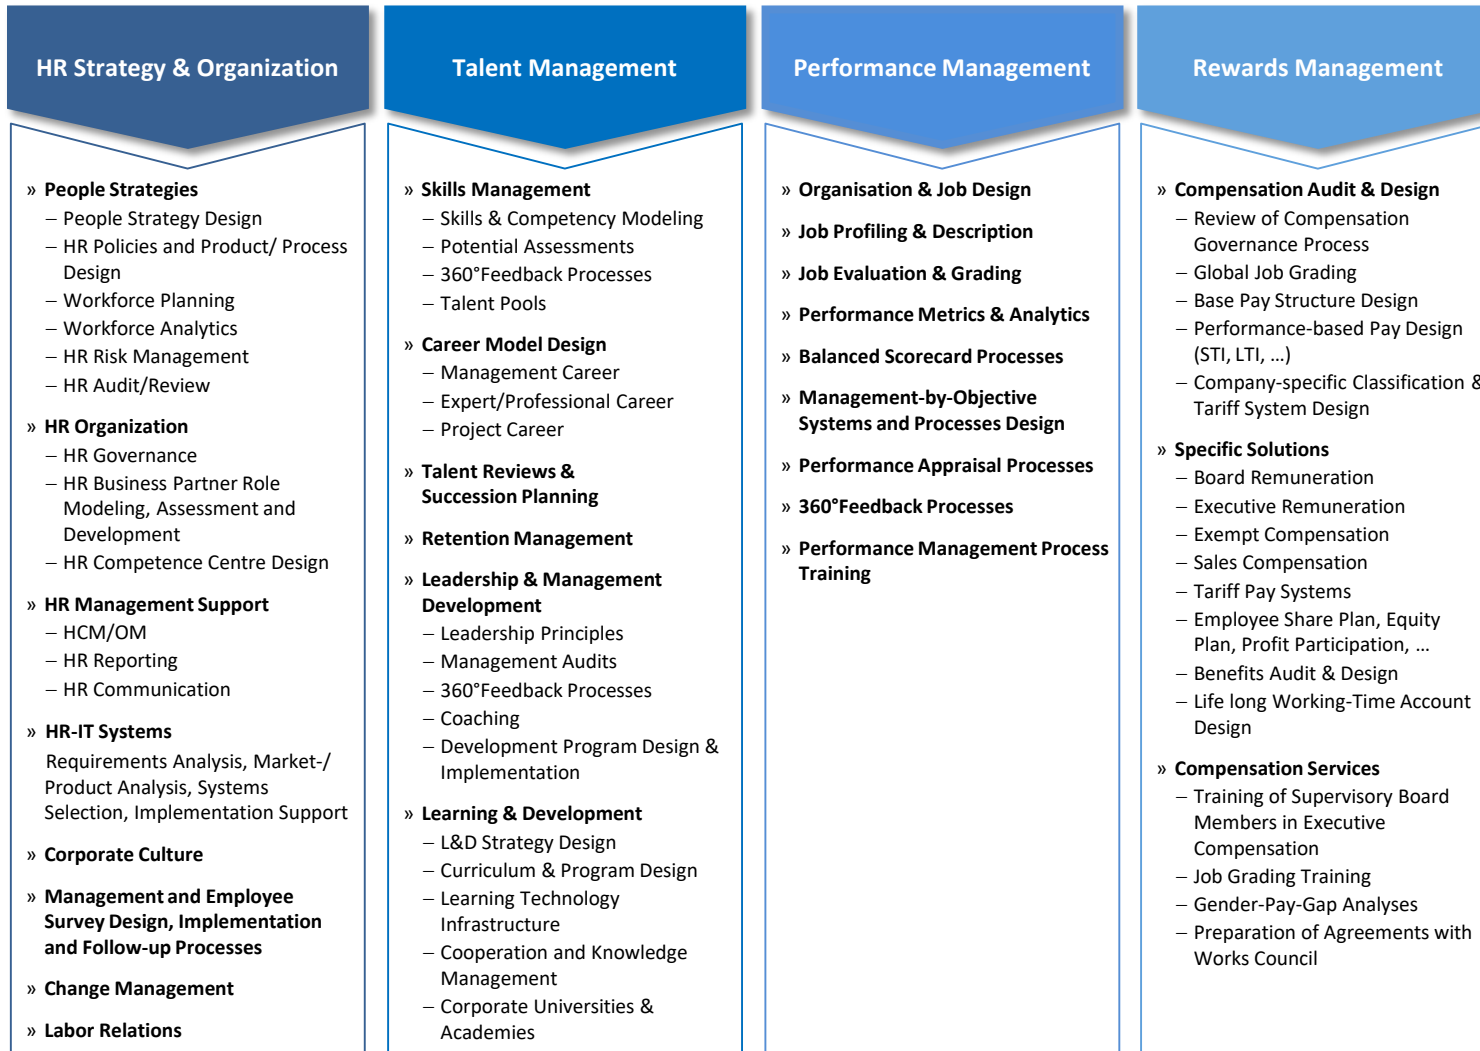 HR Strategy & Organization
» People Strategies
– People Strategy Design
– HR Policies and Product/ Process
Design
– Workforce Planning
– Workforce Analytics
– HR Risk Management
– HR Audit/Review
» HR Organization
– HR Governance
– HR Business Partner Role
Modeling, Assessment and
Development
– HR Competence Centre Design
» HR Management Support
– HCM/OM
– HR Reporting
– HR Communication
» HR-IT Systems
Requirements Analysis, Market-/
Product Analysis, Systems
Selection, Implementation Support
» Corporate Culture
» Management and Employee
Survey Design, Implementation
and Follow-up Processes
» Change Management
» Labor Relations
Talent Management
» Skills Management
– Skills & Competency Modeling
– Potential Assessments
– 360°Feedback Processes
– Talent Pools
» Career Model Design
– Management Career
– Expert/Professional Career
– Project Career
» Talent Reviews &
Succession Planning
» Retention Management
» Leadership & Management
Development
– Leadership Principles
– Management Audits
– 360°Feedback Processes
– Coaching
– Development Program Design &
Implementation
» Learning & Development
– L&D Strategy Design
– Curriculum & Program Design
– Learning Technology
Infrastructure
– Cooperation and Knowledge
Management
– Corporate Universities &
Academies
Performance Management
» Organisation & Job Design
» Job Profiling & Description
» Job Evaluation & Grading
» Performance Metrics & Analytics
» Balanced Scorecard Processes
» Management-by-Objective
Systems and Processes Design
» Performance Appraisal Processes
» 360°Feedback Processes
» Performance Management Process
Training
Rewards Management
» Compensation Audit & Design
– Review of Compensation
Governance Process
– Global Job Grading
– Base Pay Structure Design
– Performance-based Pay Design
(STI, LTI, …)
– Company-specific Classification &
Tariff System Design
» Specific Solutions
– Board Remuneration
– Executive Remuneration
– Exempt Compensation
– Sales Compensation
– Tariff Pay Systems
– Employee Share Plan, Equity
Plan, Profit Participation, …
– Benefits Audit & Design
– Life long Working-Time Account
Design
» Compensation Services
– Training of Supervisory Board
Members in Executive
Compensation
– Job Grading Training
– Gender-Pay-Gap Analyses
– Preparation of Agreements with
Works Council